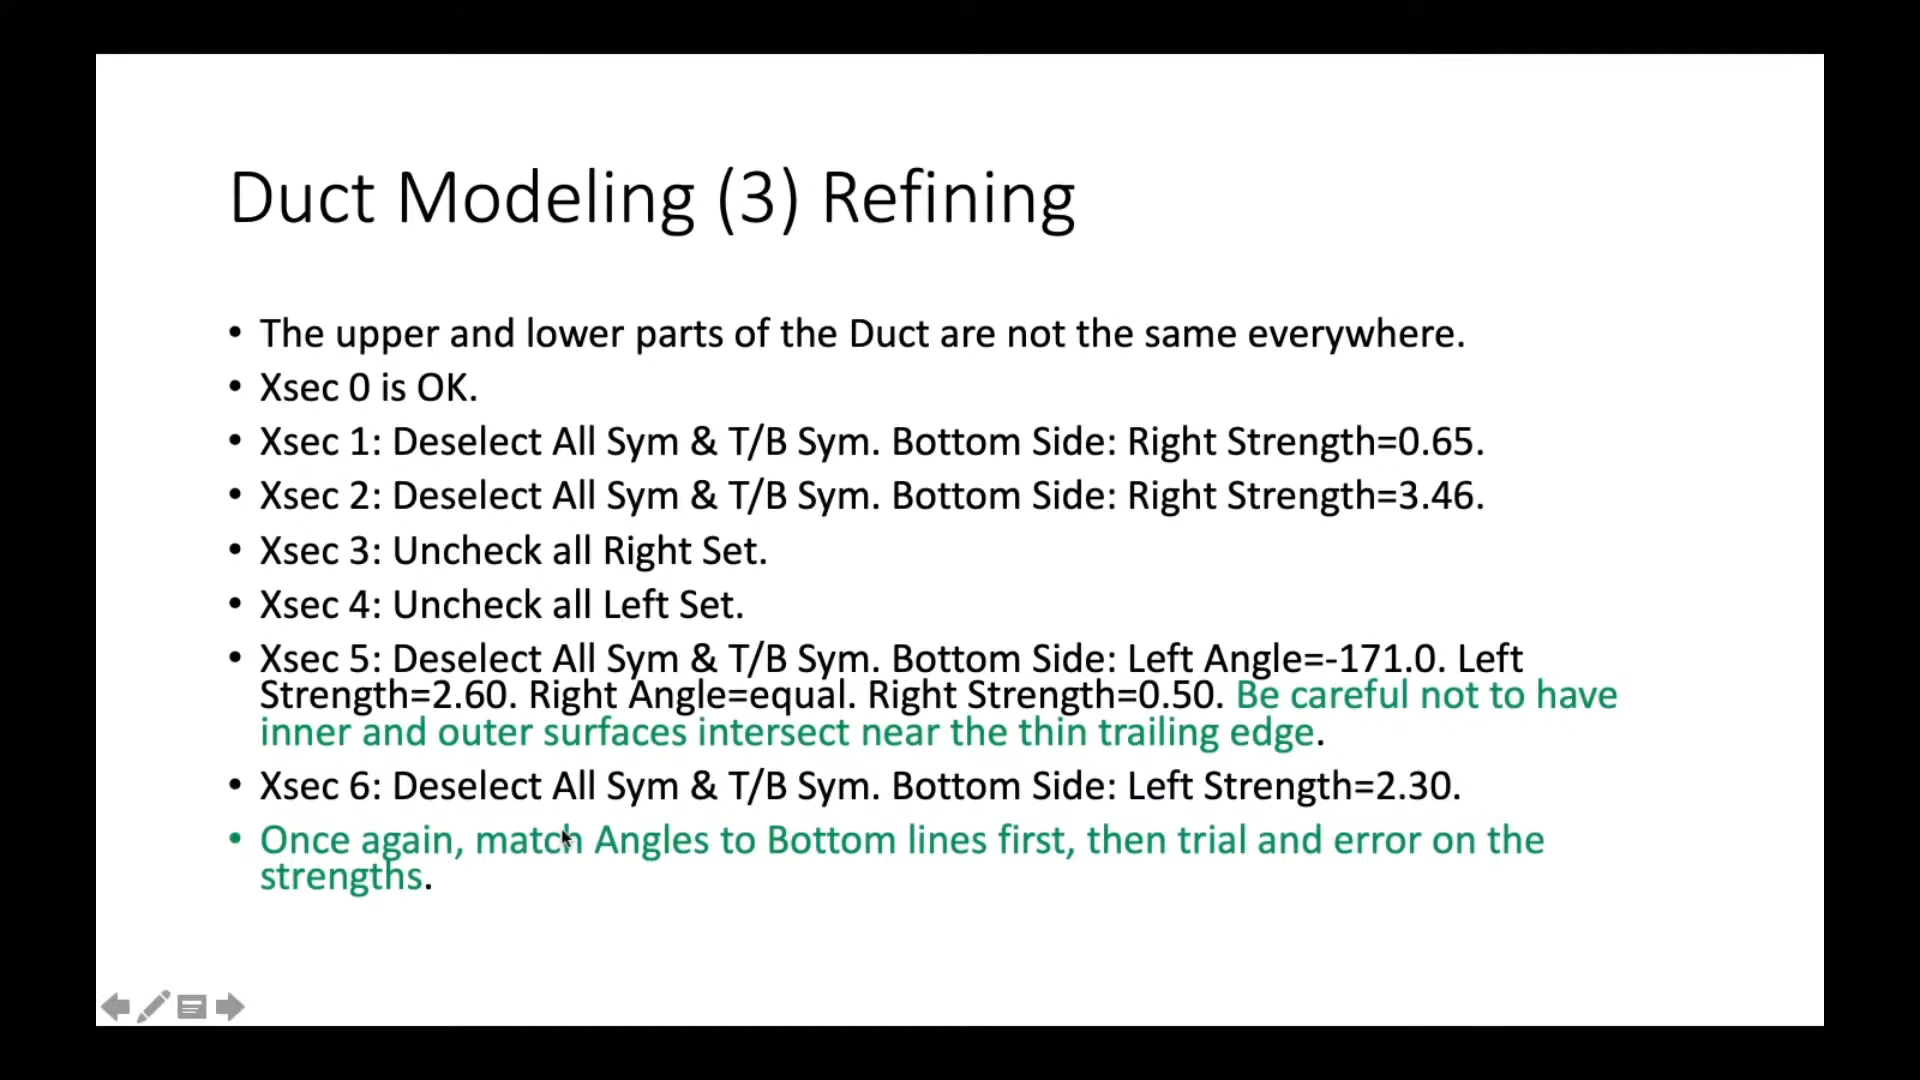 Duct Modeling (3) Refining
• The upper and lower parts of the Duct are not the same everywhere.
• Xsec 0 is OK.
• Xsec 1: Deselect All Sym & T/B Sym. Bottom Side: Right Strength=0.65.
• Xsec 2: Deselect All Sym & T/B Sym. Bottom Side: Right Strength=3.46.
• Xsec 3: Uncheck all Right Set.
• Xsec 4: Uncheck all Left Set.
• Xsec 5: Deselect All Sym & T/B Sym. Bottom Side: Left Angle=-171.0. Left
Strength=2.60. Right Angle=equal. Right Strength=0.50. Be careful not to have
inner and outer surfaces intersect near the thin trailing edge.
• Xsec 6: Deselect All Sym & T/B Sym. Bottom Side: Left Strength=2.30.
• Once again, match Angles to Bottom lines first, then trial and error on the
strengths.